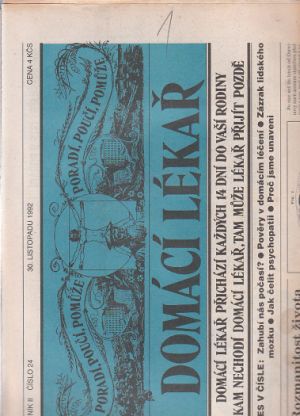 1
NÍK II ČÍSLO 24 30. LISTOPADU 1992 CENA 4 KČS
PORADÍ, POUČÍ, POMŮŽE PORADÍ, POUČÍ, POMŮŽE
DOMÁCÍ LÉKAŘ
DOMÁCÍ LÉKAŘ PŘICHÁZÍ KAŽDÝCH 14 DNÍ DO VAŠÍ RODINY
KAM NECHODÍ DOMÁCÍ LÉKAŘ, TAM MŮŽE LÉKAŘ PŘIJÍT POZDĚ
ES V ČÍSLE: Zahubí nás počasí? ● Pověry v domácím léčení ● Zázrak lidského
mozku ● Jak čelit psychopatii ● Proč jsme unaveni
života